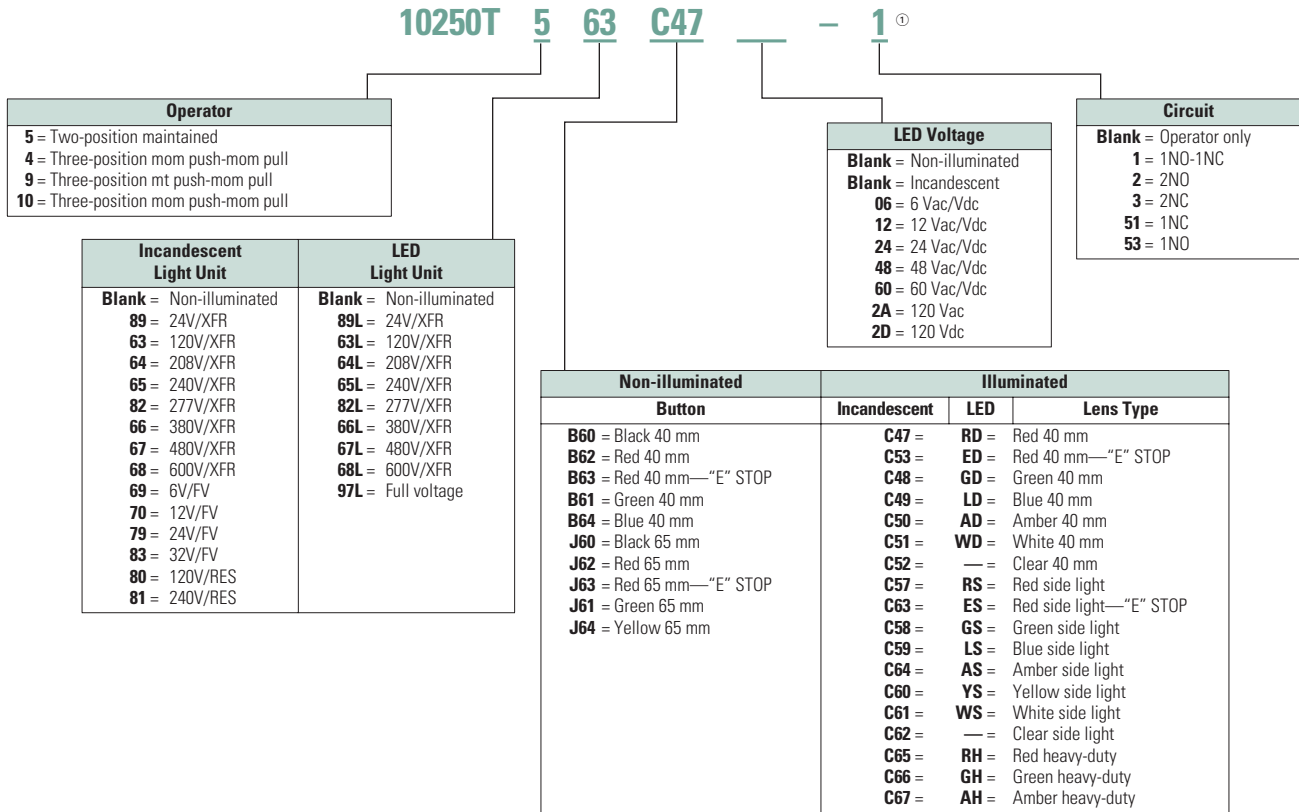 10250T 5 63 C47 – 1 ①
Operator
5 = Two-position maintained
4 = Three-position mom push-mom pull
9 = Three-position mt push-mom pull
10 = Three-position mom push-mom pull
Incandescent Light Unit
Blank = Non-illuminated
89 = 24V/XFR
63 = 120V/XFR
64 = 208V/XFR
65 = 240V/XFR
82 = 277V/XFR
66 = 380V/XFR
67 = 480V/XFR
68 = 600V/XFR
69 = 6V/FV
70 = 12V/FV
79 = 24V/FV
83 = 32V/FV
80 = 120V/RES
81 = 240V/RES
LED Light Unit
Blank = Non-illuminated
89L = 24V/XFR
63L = 120V/XFR
64L = 208V/XFR
65L = 240V/XFR
82L = 277V/XFR
66L = 380V/XFR
67L = 480V/XFR
68L = 600V/XFR
97L = Full voltage
LED Voltage
Blank = Non-illuminated
Blank = Incandescent
06 = 6 Vac/Vdc
12 = 12 Vac/Vdc
24 = 24 Vac/Vdc
48 = 48 Vac/Vdc
60 = 60 Vac/Vdc
2A = 120 Vac
2D = 120 Vdc
Circuit
Blank = Operator only
1 = 1NO-1NC
2 = 2NO
3 = 2NC
51 = 1NC
53 = 1NO
Non-illuminated
Button
B60 = Black 40 mm
B62 = Red 40 mm
B63 = Red 40 mm—“E” STOP
B61 = Green 40 mm
B64 = Blue 40 mm
J60 = Black 65 mm
J62 = Red 65 mm
J63 = Red 65 mm—“E” STOP
J61 = Green 65 mm
J64 = Yellow 65 mm
Illuminated
Incandescent LED Lens Type
C47 = RD = Red 40 mm
C53 = ED = Red 40 mm—“E” STOP
C48 = GD = Green 40 mm
C49 = LD = Blue 40 mm
C50 = AD = Amber 40 mm
C51 = WD = White 40 mm
C52 = — = Clear 40 mm
C57 = RS = Red side light
C63 = ES = Red side light—“E” STOP
C58 = GS = Green side light
C59 = LS = Blue side light
C64 = AS = Amber side light
C60 = YS = Yellow side light
C61 = WS = White side light
C62 = — = Clear side light
C65 = RH = Red heavy-duty
C66 = GH = Green heavy-duty
C67 = AH = Amber heavy-duty